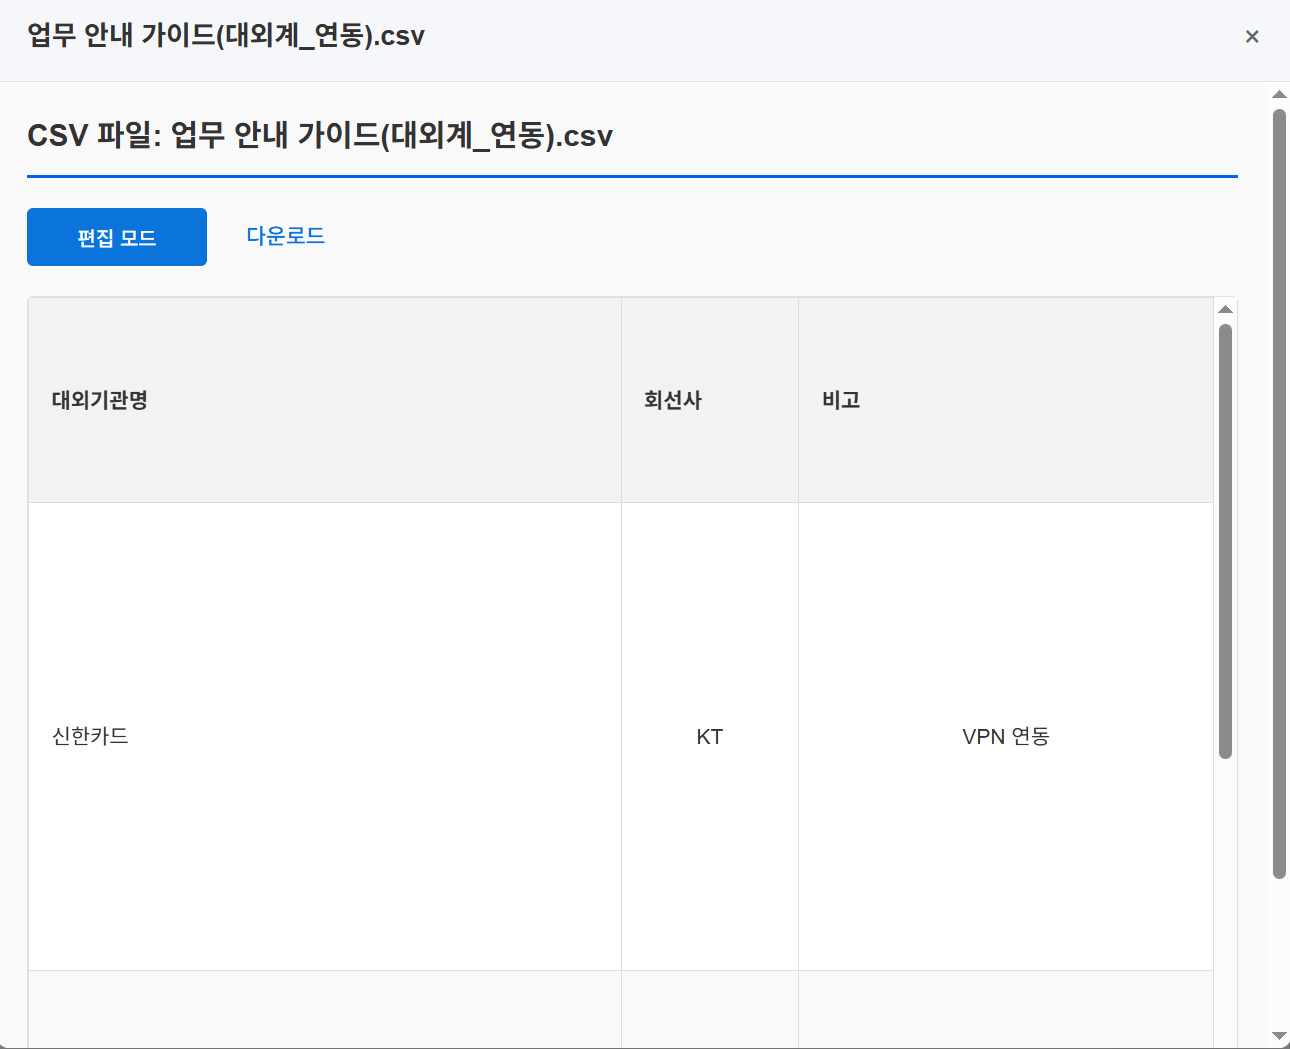 업무 안내 가이드(대외계_연동).csv
×
CSV 파일: 업무 안내 가이드(대외계_연동).csv
편집 모드 다운로드
대외기관명 회선사 비고
신한카드 KT VPN 연동